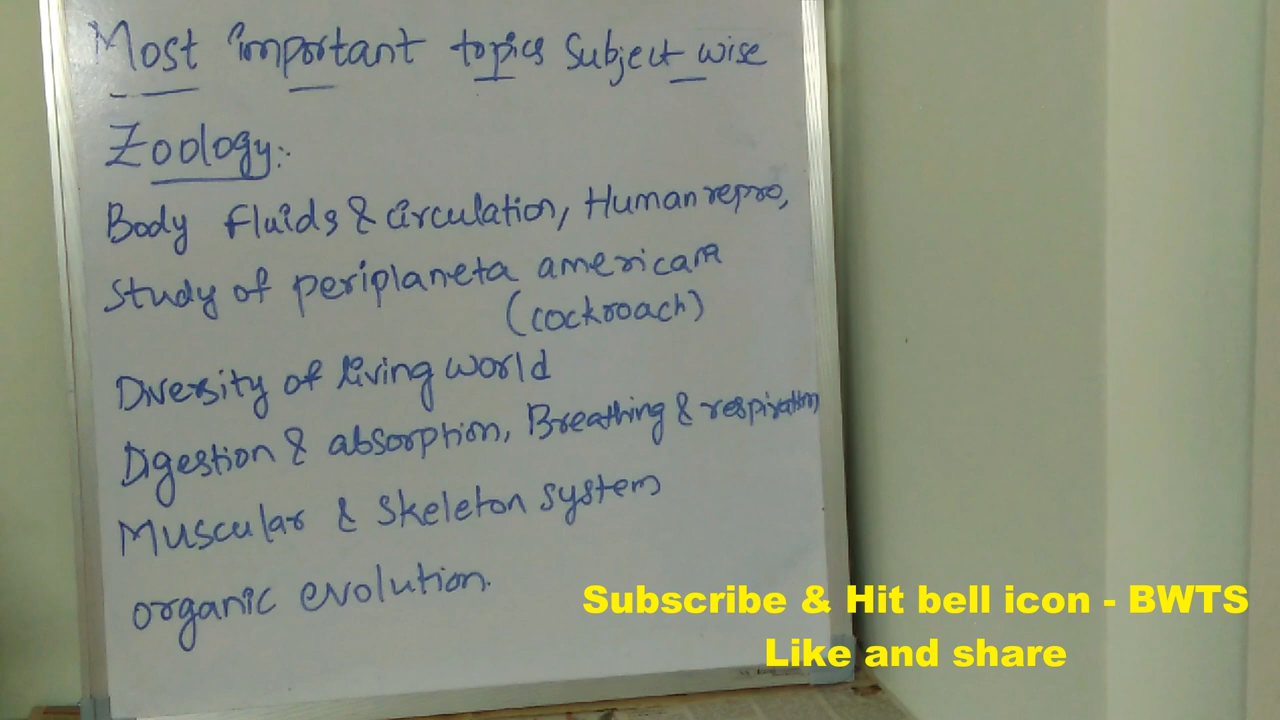 Most important topics subject wise
Zoology:
Body fluids & circulation, Human repro,
Study of periplaneta americana
(cockroach)
Diversity of living world
Digestion & absorption, Breathing & respiration
Muscular & skeleton system
organic evolution.
Subscribe & Hit bell icon - BWTS
Like and share